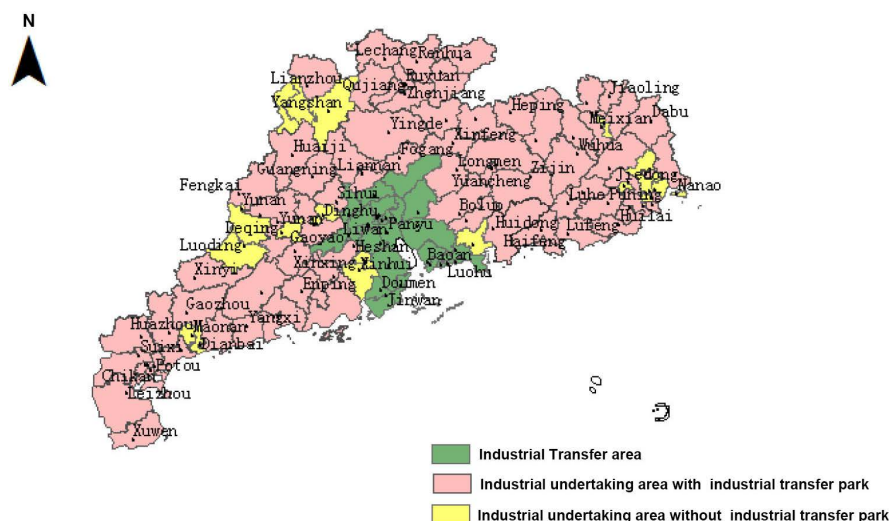 N
Lechang
Renhua
Lianzhou
Qujiang
Ruyuan
Zhenjiang
Jiaoling
Yangshan
Heping
Dabu
Meixian
Yingde
Xinfeng
Wuhua
Huaiji
Fogang
Guangning
Liannan
Longmen
Zijin
Jiedong
Fengkai
Sihui
Yuancheng
Luhe
Puning
Nanao
Yunan
Dinghu
Boluo
Huilai
Deqing
Yunan
Liwan
Panyu
Huidong
Lufeng
Luoding
Gaoyao
Heshan
Haifeng
Xinxing
Xinhui
Baoan
Luohu
Xinyi
Enping
Doumen
Jinwan
Gaozhou
Huazhou
Maonan
Yangxi
Suixi
Dianbai
Potou
Chikan
Leizhou
Xuwen
Industrial Transfer area
Industrial undertaking area with industrial transfer park
Industrial undertaking area without industrial transfer park